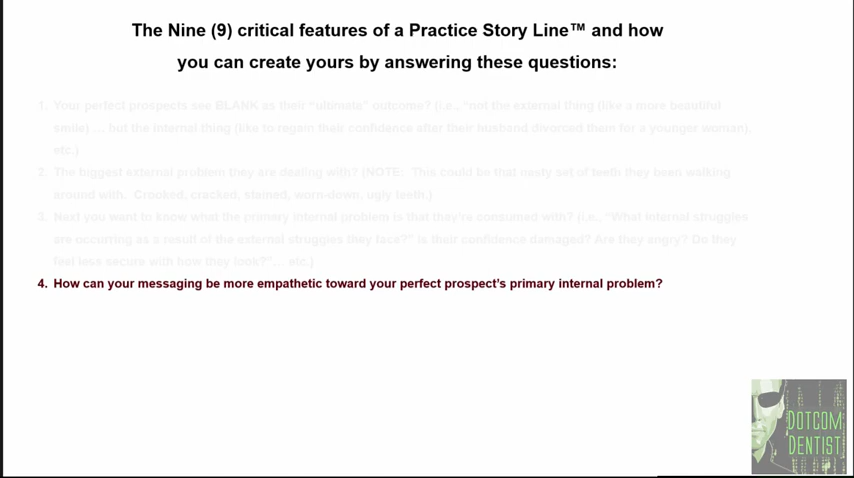 The Nine (9) critical features of a Practice Story Line™ and how
you can create yours by answering these questions:
1. Your perfect prospects see BLANK as their "ultimate" outcome? (i.e., "not the external thing (like a more beautiful
smile) … but the internal thing (like to regain their confidence after their husband divorced them for a younger woman),
etc.)
2. The biggest external problem they are dealing with? (NOTE: This could be that nasty set of teeth they been walking
around with. Crooked, cracked, stained, worn-down, ugly teeth.)
3. Next you want to know what the primary internal problem is that they're consumed with? (i.e., "What internal struggles
are occurring as a result of the external struggles they face?" Is their confidence damaged? Are they angry? Do they
feel less secure with how they look?"… etc.)
4. How can your messaging be more empathetic toward your perfect prospect's primary internal problem?
DOTCOM
DENTIST